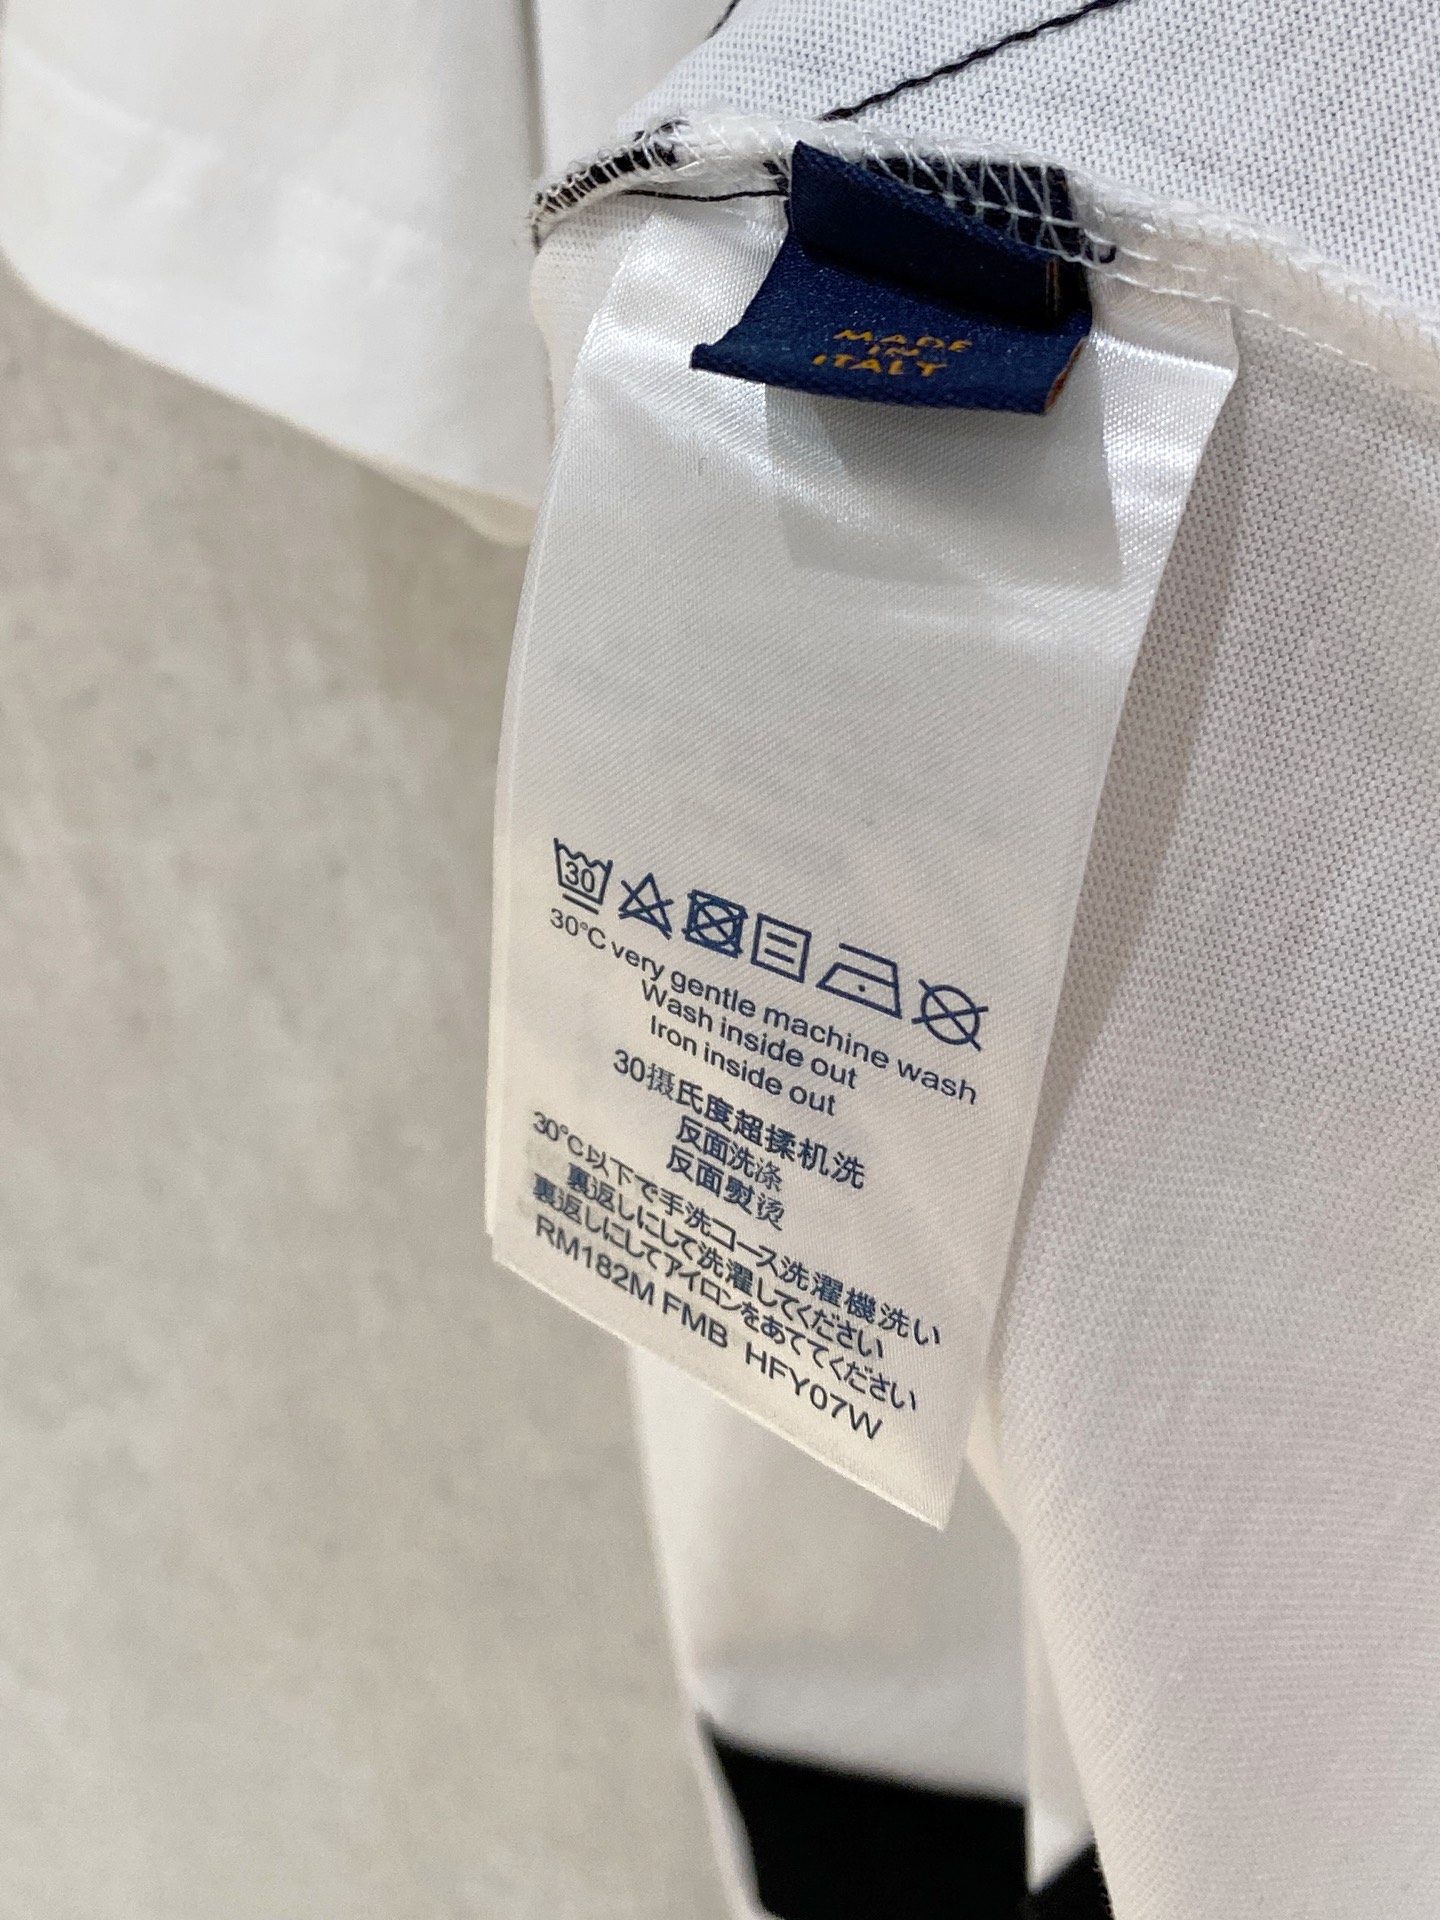 MADE
IN
ITALY
30
30°C very gentle machine wash
Wash inside out
Iron inside out
30摄氏度超揉机洗
反面洗涤
反面熨烫
30°C以下で手洗コース洗濯機洗い
裏返しにして洗濯してください
裏返しにしてアイロンをあててください
RM182M FMB HFY07W